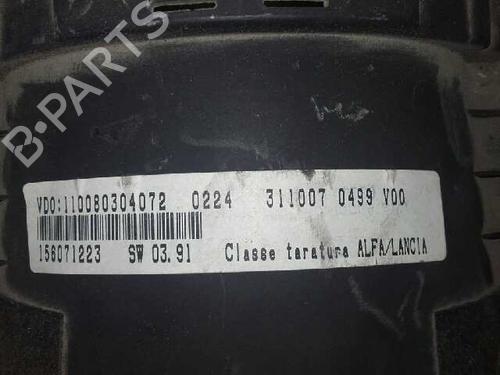 B-PARTS
VDO:110080304072 0224 311007 0499 V00
156071223 SW 03.91 Classe taratura ALFA/LANCIA